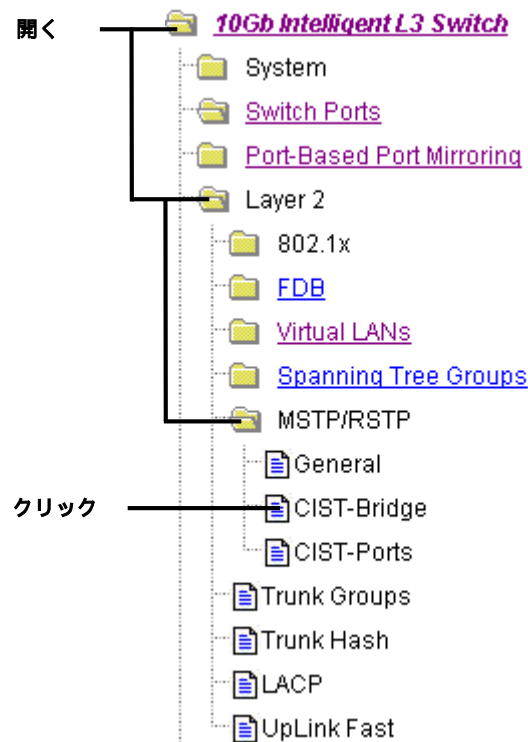 開く
10Gb Intelligent L3 Switch
System
Switch Ports
Port-Based Port Mirroring
Layer 2
802.1x
FDB
Virtual LANs
Spanning Tree Groups
MSTP/RSTP
General
クリック
CIST-Bridge
CIST-Ports
Trunk Groups
Trunk Hash
LACP
UpLink Fast